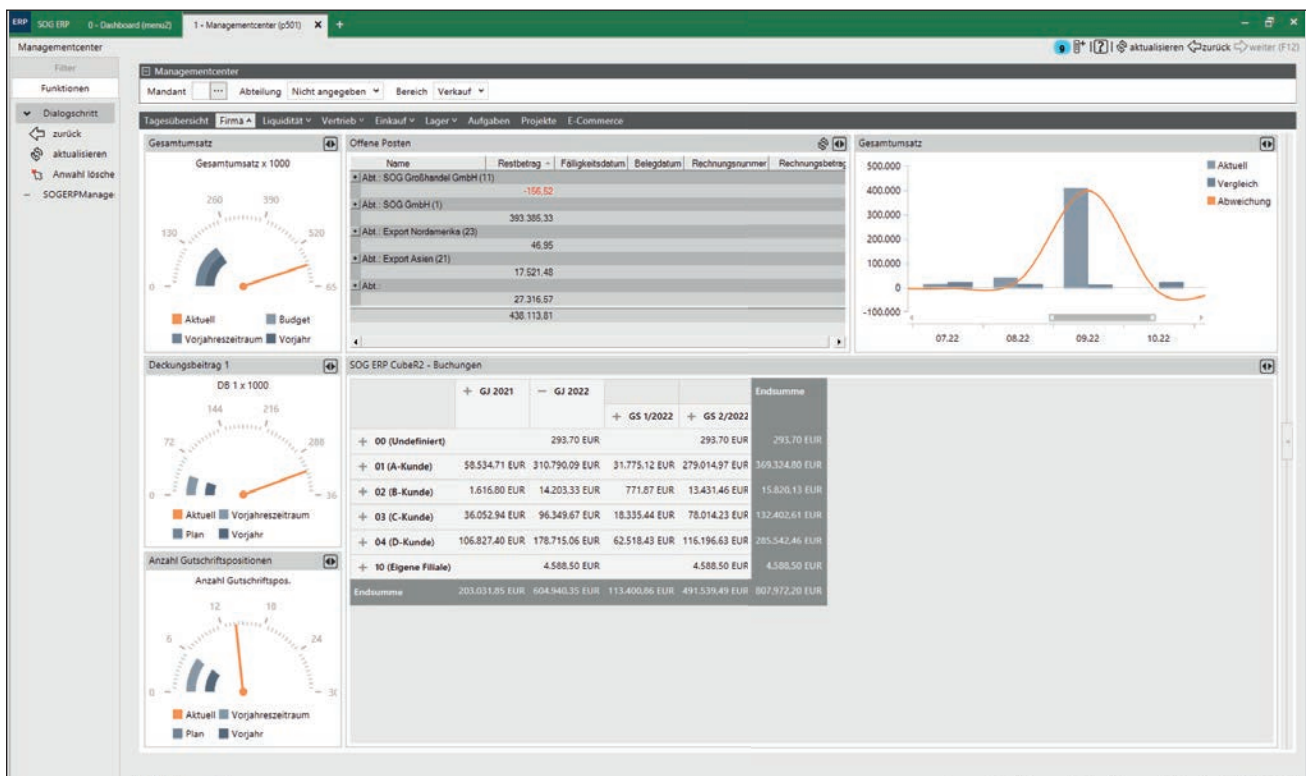 ERP SOG ERP 0 - Dashboard (menu2) 1 - Managementcenter (p501)
Managementcenter
9 aktualisieren zurück weiter (F12)
Filter
Funktionen
Dialogschritt
zurück
aktualisieren
Anwahl lösche
SOGERPManage
Managementcenter
Mandant ... Abteilung Nicht angegeben Bereich Verkauf
Tagesübersicht Firma Liquidität Vertrieb Einkauf Lager Aufgaben Projekte E-Commerce
Gesamtumsatz
Gesamtumsatz x 1000
260 390
130 520
0 65
Aktuell Budget
Vorjahreszeitraum Vorjahr
Offene Posten
Name Restbetrag Fälligkeitsdatum Belegdatum Rechnungsnummer Rechnungsbetrag
Abt.: SOG Großhandel GmbH (11)
-156,52
Abt.: SOG GmbH (1)
393.385,33
Abt.: Export Nordamerika (23)
46,95
Abt.: Export Asien (21)
17.521,48
Abt.:
27.316,57
438.113,81
Gesamtumsatz
500.000
400.000
300.000
200.000
100.000
0
-100.000
07.22 08.22 09.22 10.22
Aktuell
Vergleich
Abweichung
Deckungsbeitrag 1
DB 1 x 1000
144 216
72 288
0 36
Aktuell Vorjahreszeitraum
Plan Vorjahr
Anzahl Gutschriftspositionen
Anzahl Gutschriftspos.
12 18
6 24
0 30
Aktuell Vorjahreszeitraum
Plan Vorjahr
SOG ERP CubeR2 - Buchungen
+ GJ 2021 − GJ 2022 Endsumme
+ GS 1/2022 + GS 2/2022
+ 00 (Undefiniert) 293,70 EUR 293,70 EUR 293,70 EUR
+ 01 (A-Kunde) 58.534,71 EUR 310.790,09 EUR 31.775,12 EUR 279.014,97 EUR 369.324,80 EUR
+ 02 (B-Kunde) 1.616,80 EUR 14.203,33 EUR 771,87 EUR 13.431,46 EUR 15.820,13 EUR
+ 03 (C-Kunde) 36.052,94 EUR 96.349,67 EUR 18.335,44 EUR 78.014,23 EUR 132.402,61 EUR
+ 04 (D-Kunde) 106.827,40 EUR 178.715,06 EUR 62.518,43 EUR 116.196,63 EUR 285.542,46 EUR
+ 10 (Eigene Filiale) 4.588,50 EUR 4.588,50 EUR 4.588,50 EUR
Endsumme 203.031,85 EUR 604.940,35 EUR 113.400,86 EUR 491.539,49 EUR 807.972,20 EUR